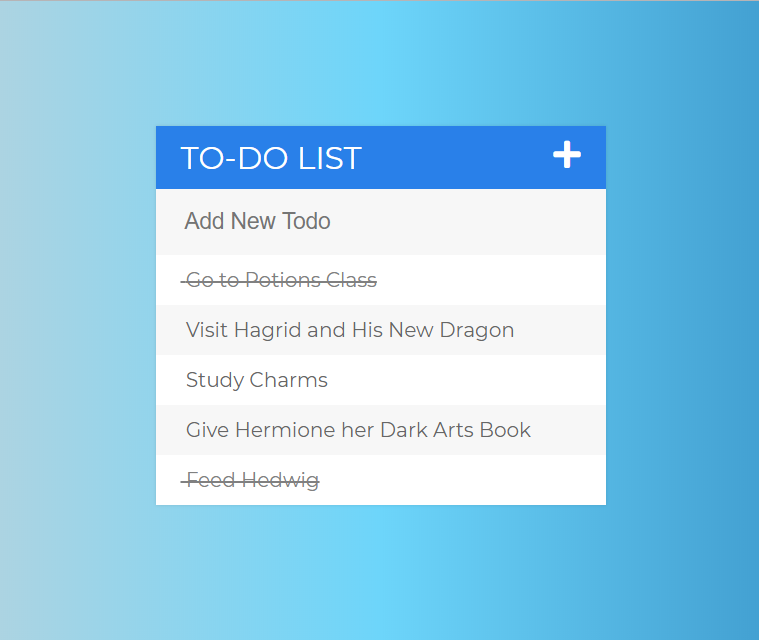 TO-DO LIST
Add New Todo
Go to Potions Class
Visit Hagrid and His New Dragon
Study Charms
Give Hermione her Dark Arts Book
Feed Hedwig